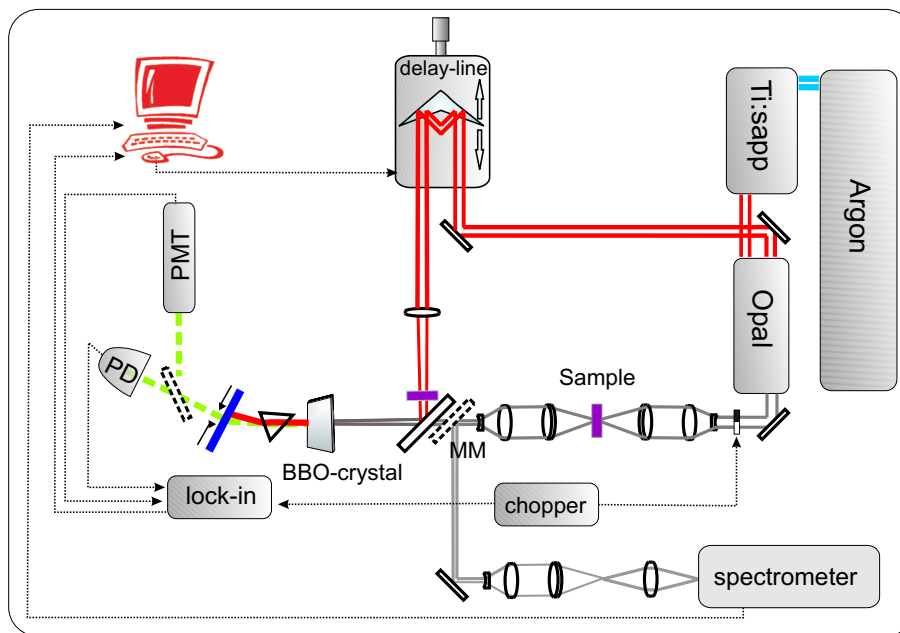 delay-line
Ti:sapp
Argon
PMT
Opal
PD
Sample
MM
BBO-crystal
lock-in
chopper
spectrometer